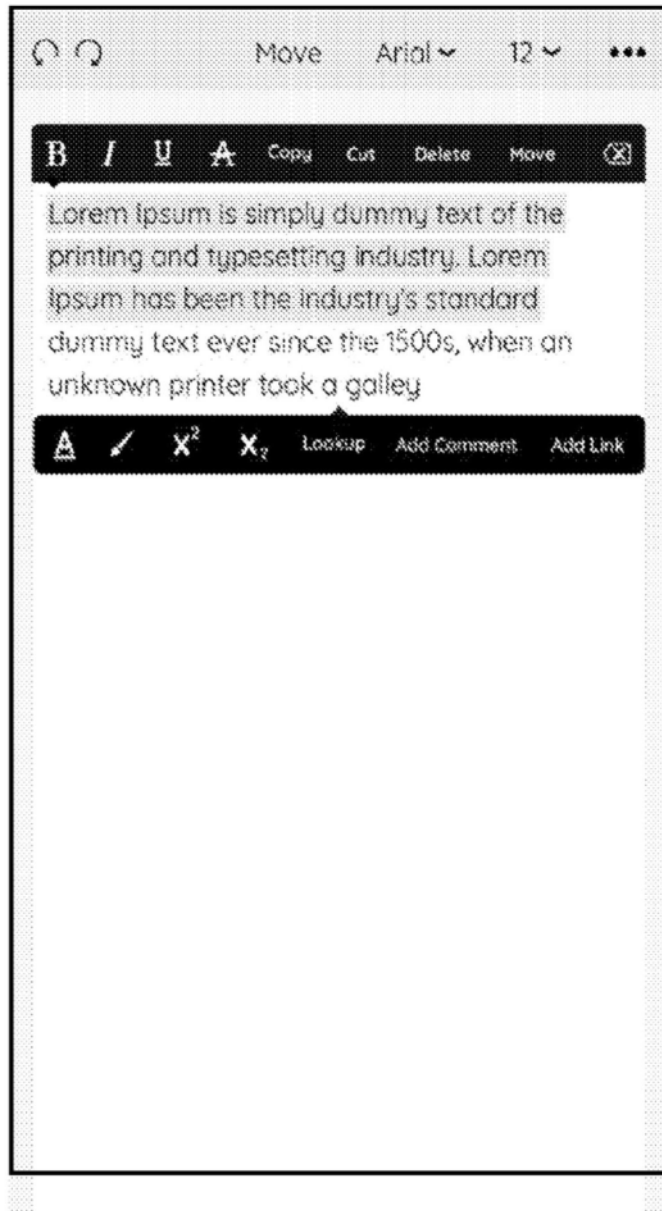 Move Arial 12 •••
B I U A Copy Cut Delete Move
Lorem Ipsum is simply dummy text of the
printing and typesetting industry. Lorem
Ipsum has been the industry's standard
dummy text ever since the 1500s, when an
unknown printer took a galley
A X² X₂ Lookup Add Comment Add Link